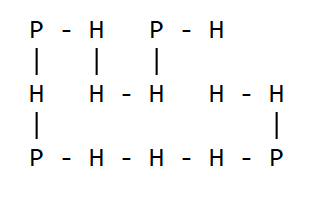 P - H   P - H
|   |   |
H   H - H   H - H
|               |
P - H - H - H - P